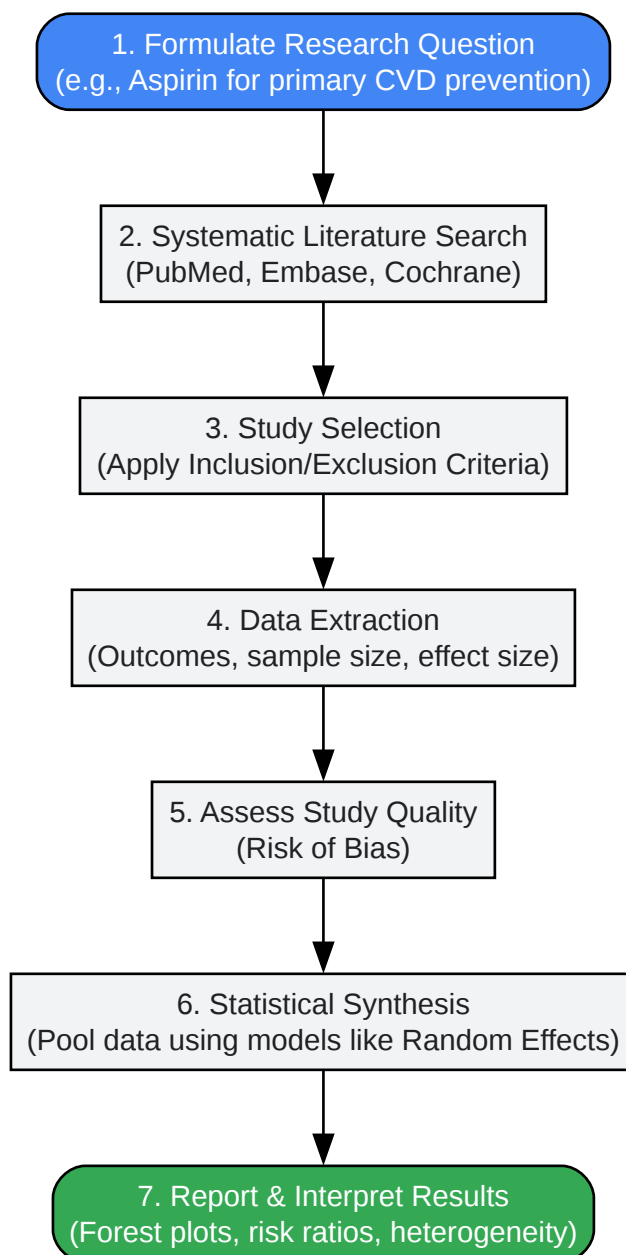 1. Formulate Research Question
(e.g., Aspirin for primary CVD prevention)
2. Systematic Literature Search
(PubMed, Embase, Cochrane)
3. Study Selection
(Apply Inclusion/Exclusion Criteria)
4. Data Extraction
(Outcomes, sample size, effect size)
5. Assess Study Quality
(Risk of Bias)
6. Statistical Synthesis
(Pool data using models like Random Effects)
7. Report & Interpret Results
(Forest plots, risk ratios, heterogeneity)